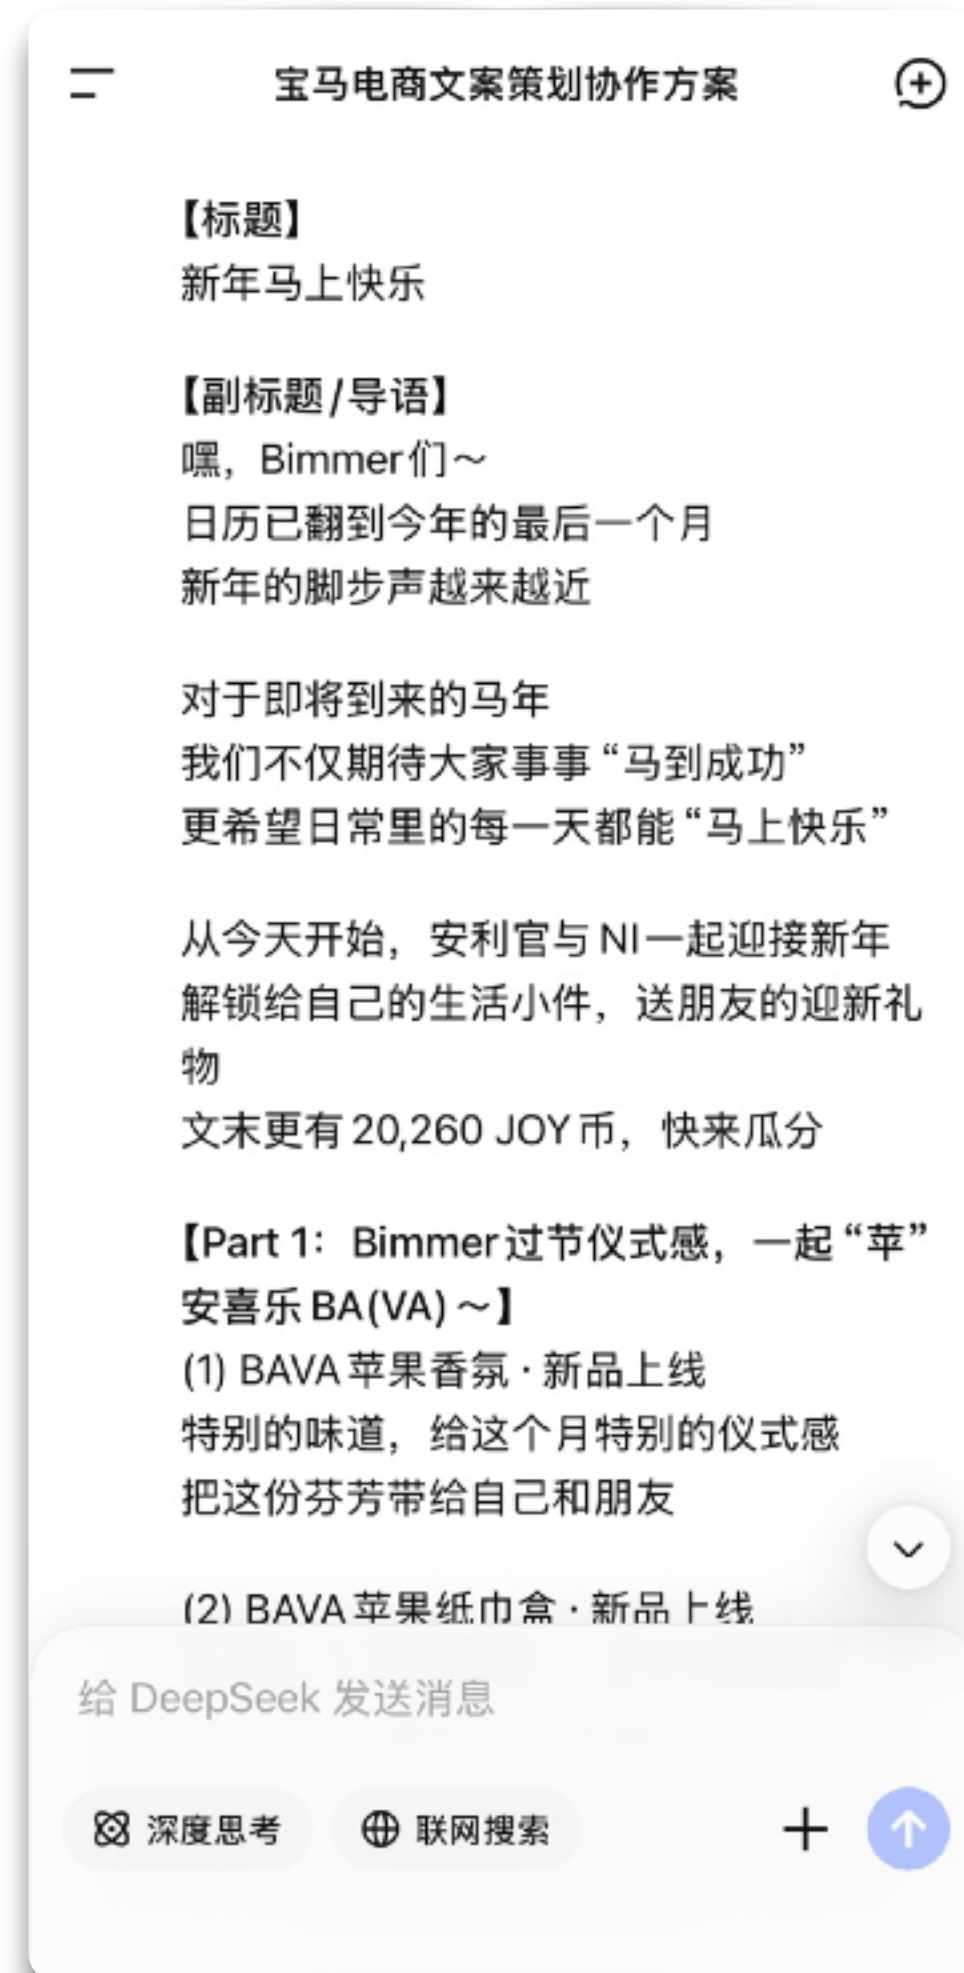 宝马电商文案策划协作方案
【标题】
新年马上快乐
【副标题/导语】
嘿，Bimmer们～
日历已翻到今年的最后一个月
新年的脚步声越来越近
对于即将到来的马年
我们不仅期待大家事事“马到成功”
更希望日常里的每一天都能“马上快乐”
从今天开始，安利官与NI一起迎接新年
解锁给自己的生活小件，送朋友的迎新礼
物
文末更有20,260 JOY币，快来瓜分
【Part 1：Bimmer过节仪式感，一起“苹”
安喜乐BA(VA)～】
(1) BAVA苹果香氛·新品上线
特别的味道，给这个月特别的仪式感
把这份芬芳带给自己和朋友
(2) BAVA苹果纸巾盒·新品上线
给 DeepSeek 发送消息
深度思考
联网搜索